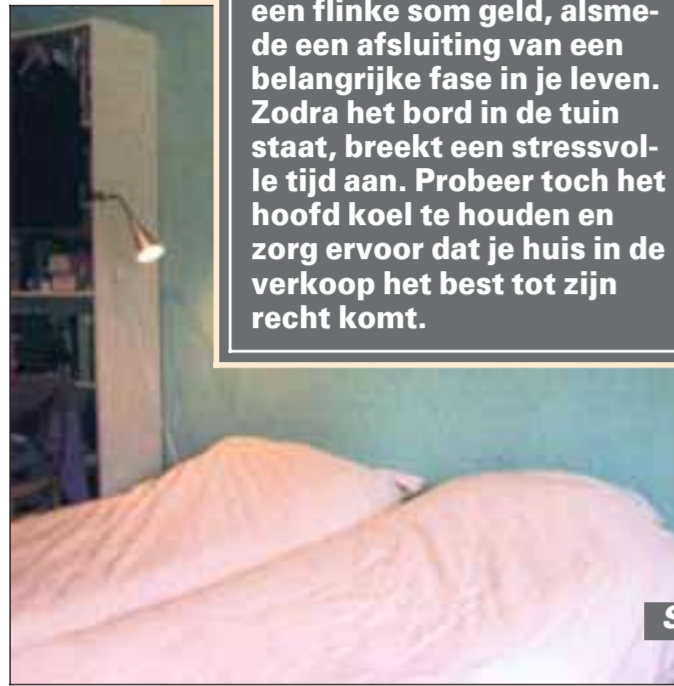 een flinke som geld, alsme-
de een afsluiting van een
belangrijke fase in je leven.
Zodra het bord in de tuin
staat, breekt een stressvol-
le tijd aan. Probeer toch het
hoofd koel te houden en
zorg ervoor dat je huis in de
verkoop het best tot zijn
recht komt.